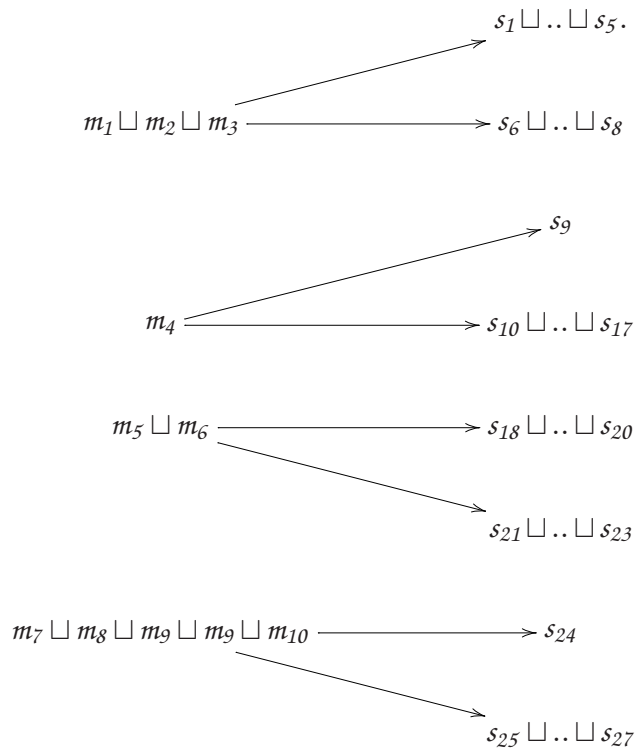 s₁ ⊔ .. ⊔ s₅.
m₁ ⊔ m₂ ⊔ m₃ s₆ ⊔ .. ⊔ s₈
s₉
m₄ s₁₀ ⊔ .. ⊔ s₁₇
m₅ ⊔ m₆ s₁₈ ⊔ .. ⊔ s₂₀
s₂₁ ⊔ .. ⊔ s₂₃
m₇ ⊔ m₈ ⊔ m₉ ⊔ m₉ ⊔ m₁₀ s₂₄
s₂₅ ⊔ .. ⊔ s₂₇